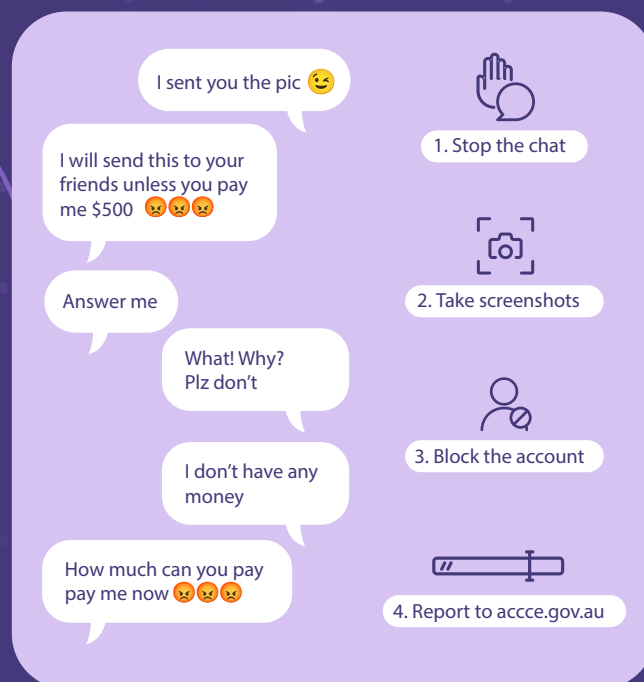 I sent you the pic 😉
I will send this to your
friends unless you pay
me $500 😡😡😡
Answer me
What! Why?
Plz don't
I don't have any
money
How much can you pay
pay me now 😡😡😡
1. Stop the chat
2. Take screenshots
3. Block the account
4. Report to accce.gov.au